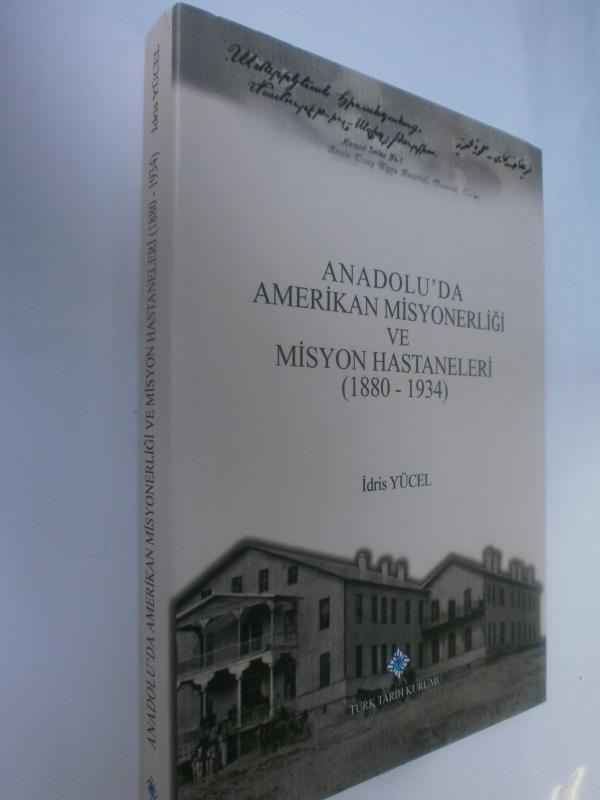 ANADOLU'DA AMERİKAN MİSYONERLİĞİ VE MİSYON HASTANELERİ (1880 - 1934) İdris YÜCEL
ANADOLU'DA
AMERİKAN MİSYONERLİĞİ
VE
MİSYON HASTANELERİ
(1880 - 1934)
İdris YÜCEL
TÜRK TARİH KURUMU